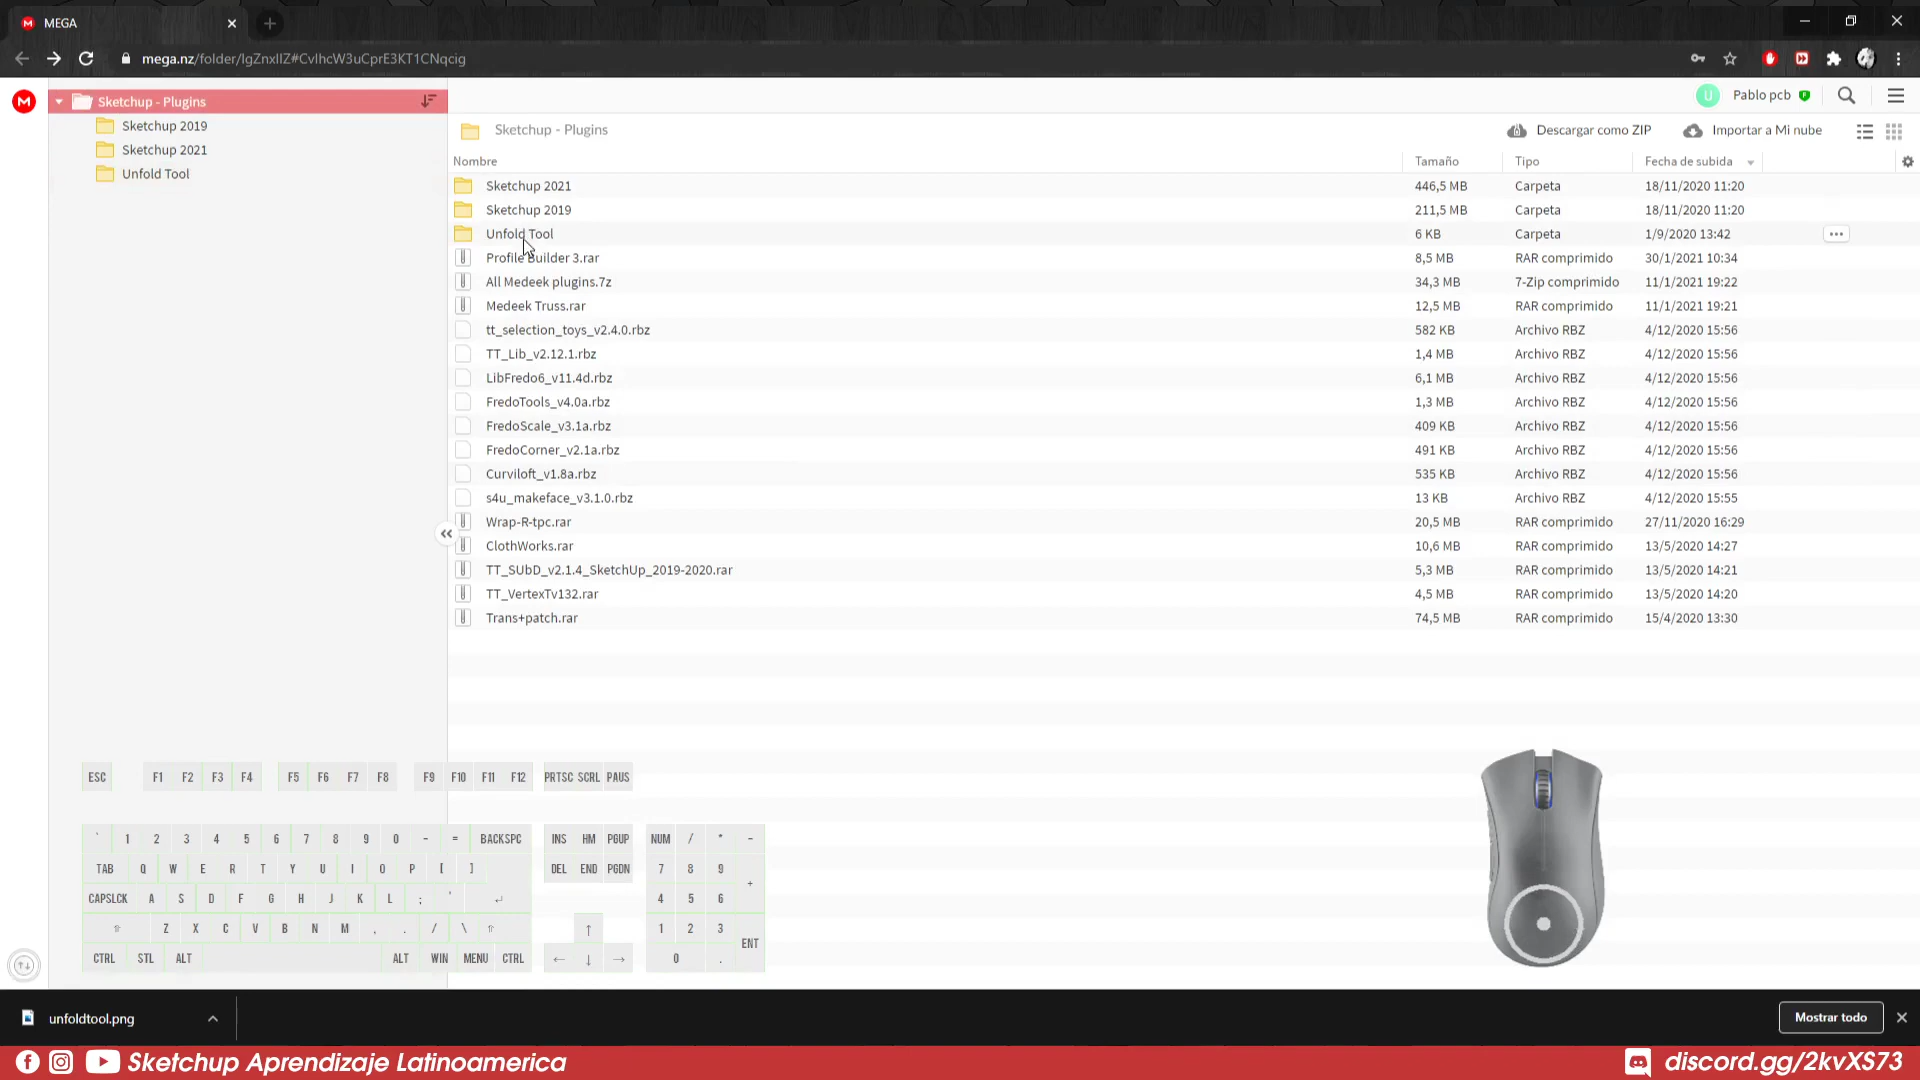 MEGA
mega.nz/folder/IgZnxIIZ#CvIhcW3uCprE3KT1CNqcig
Sketchup - Plugins
Sketchup 2019
Sketchup 2021
Unfold Tool
U Pablo pcb
Sketchup - Plugins Descargar como ZIP Importar a Mi nube
Nombre Tamaño Tipo Fecha de subida
Sketchup 2021 446,5 MB Carpeta 18/11/2020 11:20
Sketchup 2019 211,5 MB Carpeta 18/11/2020 11:20
Unfold Tool 6 KB Carpeta 1/9/2020 13:42
Profile Builder 3.rar 8,5 MB RAR comprimido 30/1/2021 10:34
All Medeek plugins.7z 34,3 MB 7-Zip comprimido 11/1/2021 19:22
Medeek Truss.rar 12,5 MB RAR comprimido 11/1/2021 19:21
tt_selection_toys_v2.4.0.rbz 582 KB Archivo RBZ 4/12/2020 15:56
TT_Lib_v2.12.1.rbz 1,4 MB Archivo RBZ 4/12/2020 15:56
LibFredo6_v11.4d.rbz 6,1 MB Archivo RBZ 4/12/2020 15:56
FredoTools_v4.0a.rbz 1,3 MB Archivo RBZ 4/12/2020 15:56
FredoScale_v3.1a.rbz 409 KB Archivo RBZ 4/12/2020 15:56
FredoCorner_v2.1a.rbz 491 KB Archivo RBZ 4/12/2020 15:56
Curviloft_v1.8a.rbz 535 KB Archivo RBZ 4/12/2020 15:56
s4u_makeface_v3.1.0.rbz 13 KB Archivo RBZ 4/12/2020 15:55
Wrap-R-tpc.rar 20,5 MB RAR comprimido 27/11/2020 16:29
ClothWorks.rar 10,6 MB RAR comprimido 13/5/2020 14:27
TT_SUbD_v2.1.4_SketchUp_2019-2020.rar 5,3 MB RAR comprimido 13/5/2020 14:21
TT_VertexTv132.rar 4,5 MB RAR comprimido 13/5/2020 14:20
Trans+patch.rar 74,5 MB RAR comprimido 15/4/2020 13:30
ESC F1 F2 F3 F4 F5 F6 F7 F8 F9 F10 F11 F12 PRTSC SCRL PAUS
` 1 2 3 4 5 6 7 8 9 0 - = BACKSPC INS HM PGUP NUM / * -
TAB Q W E R T Y U I O P [ ] DEL END PGDN 7 8 9 +
CAPSLCK A S D F G H J K L ; ' ↵ 4 5 6
⇧ Z X C V B N M , . / \ ⇧ ↑ 1 2 3 ENT
CTRL STL ALT ALT WIN MENU CTRL ← ↓ → 0 .
unfoldtool.png Mostrar todo
Sketchup Aprendizaje Latinoamerica discord.gg/2kvXS73